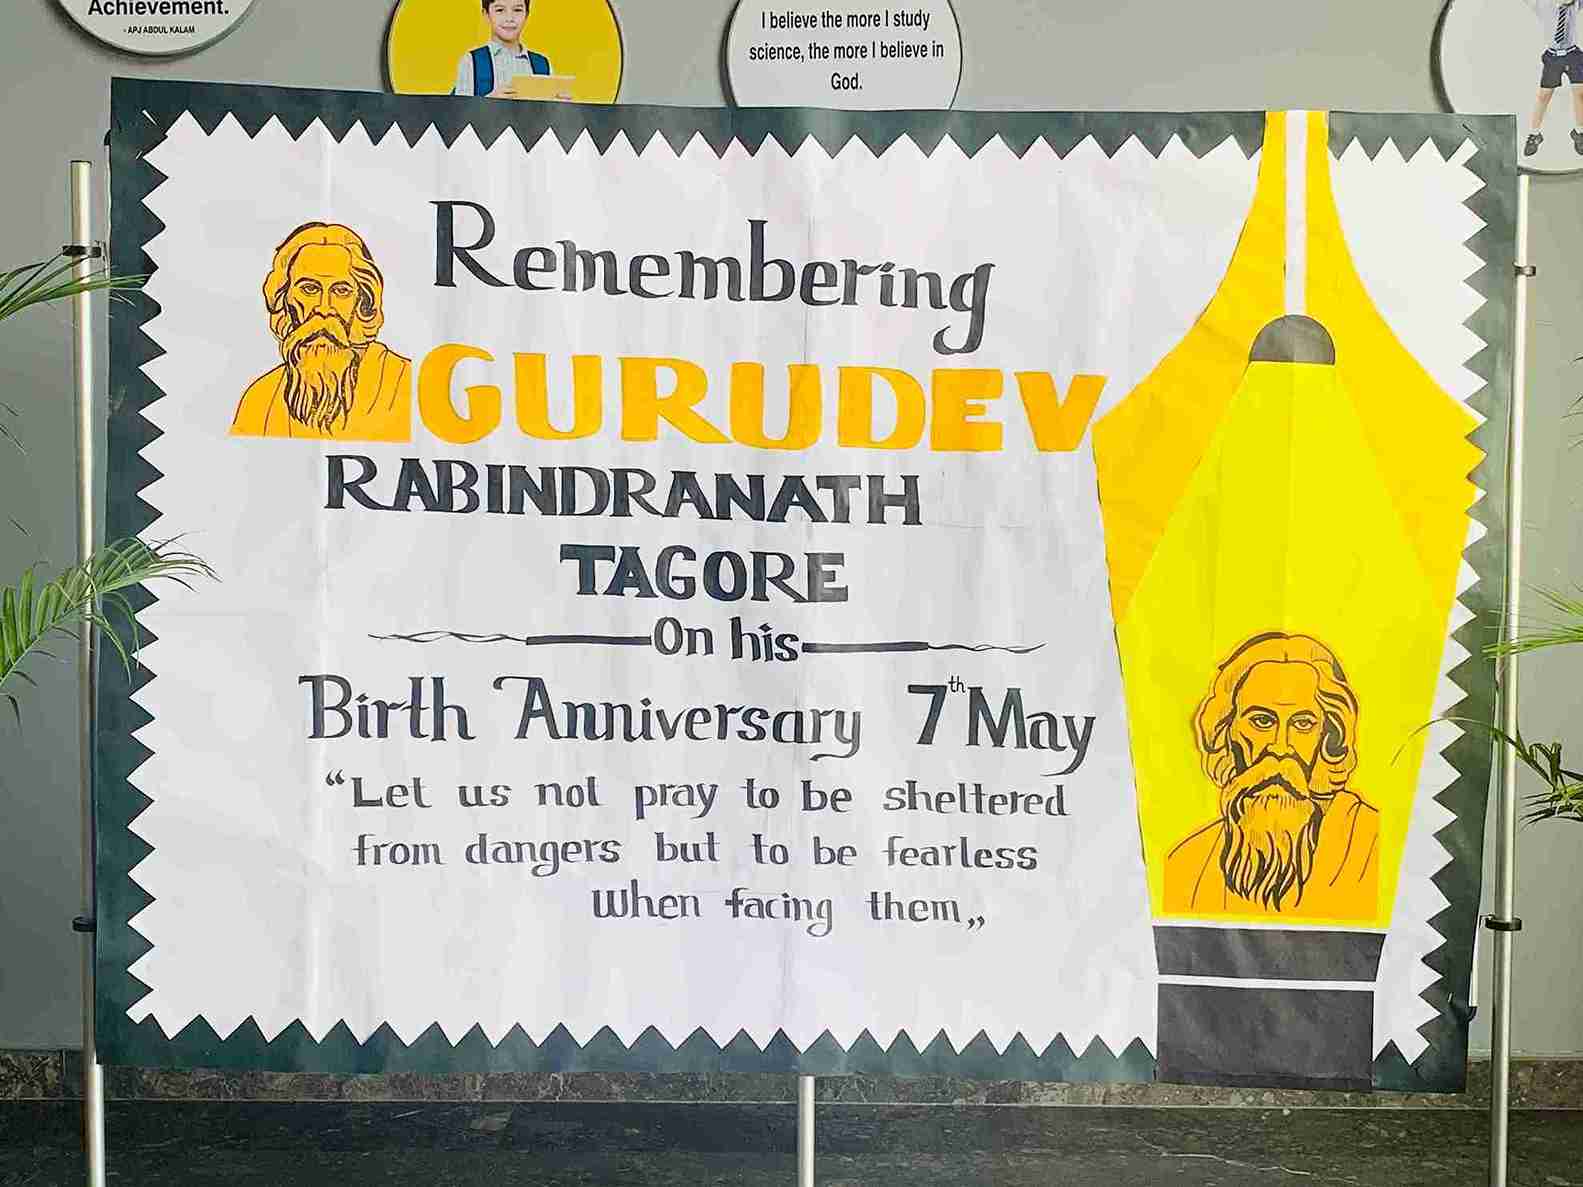 Achievement.
- APJ ABDUL KALAM
I believe the more I study
science, the more I believe in
God.
Remembering
GURUDEV
RABINDRANATH
TAGORE
On his
Birth Anniversary 7th May
“Let us not pray to be sheltered
from dangers but to be fearless
when facing them„